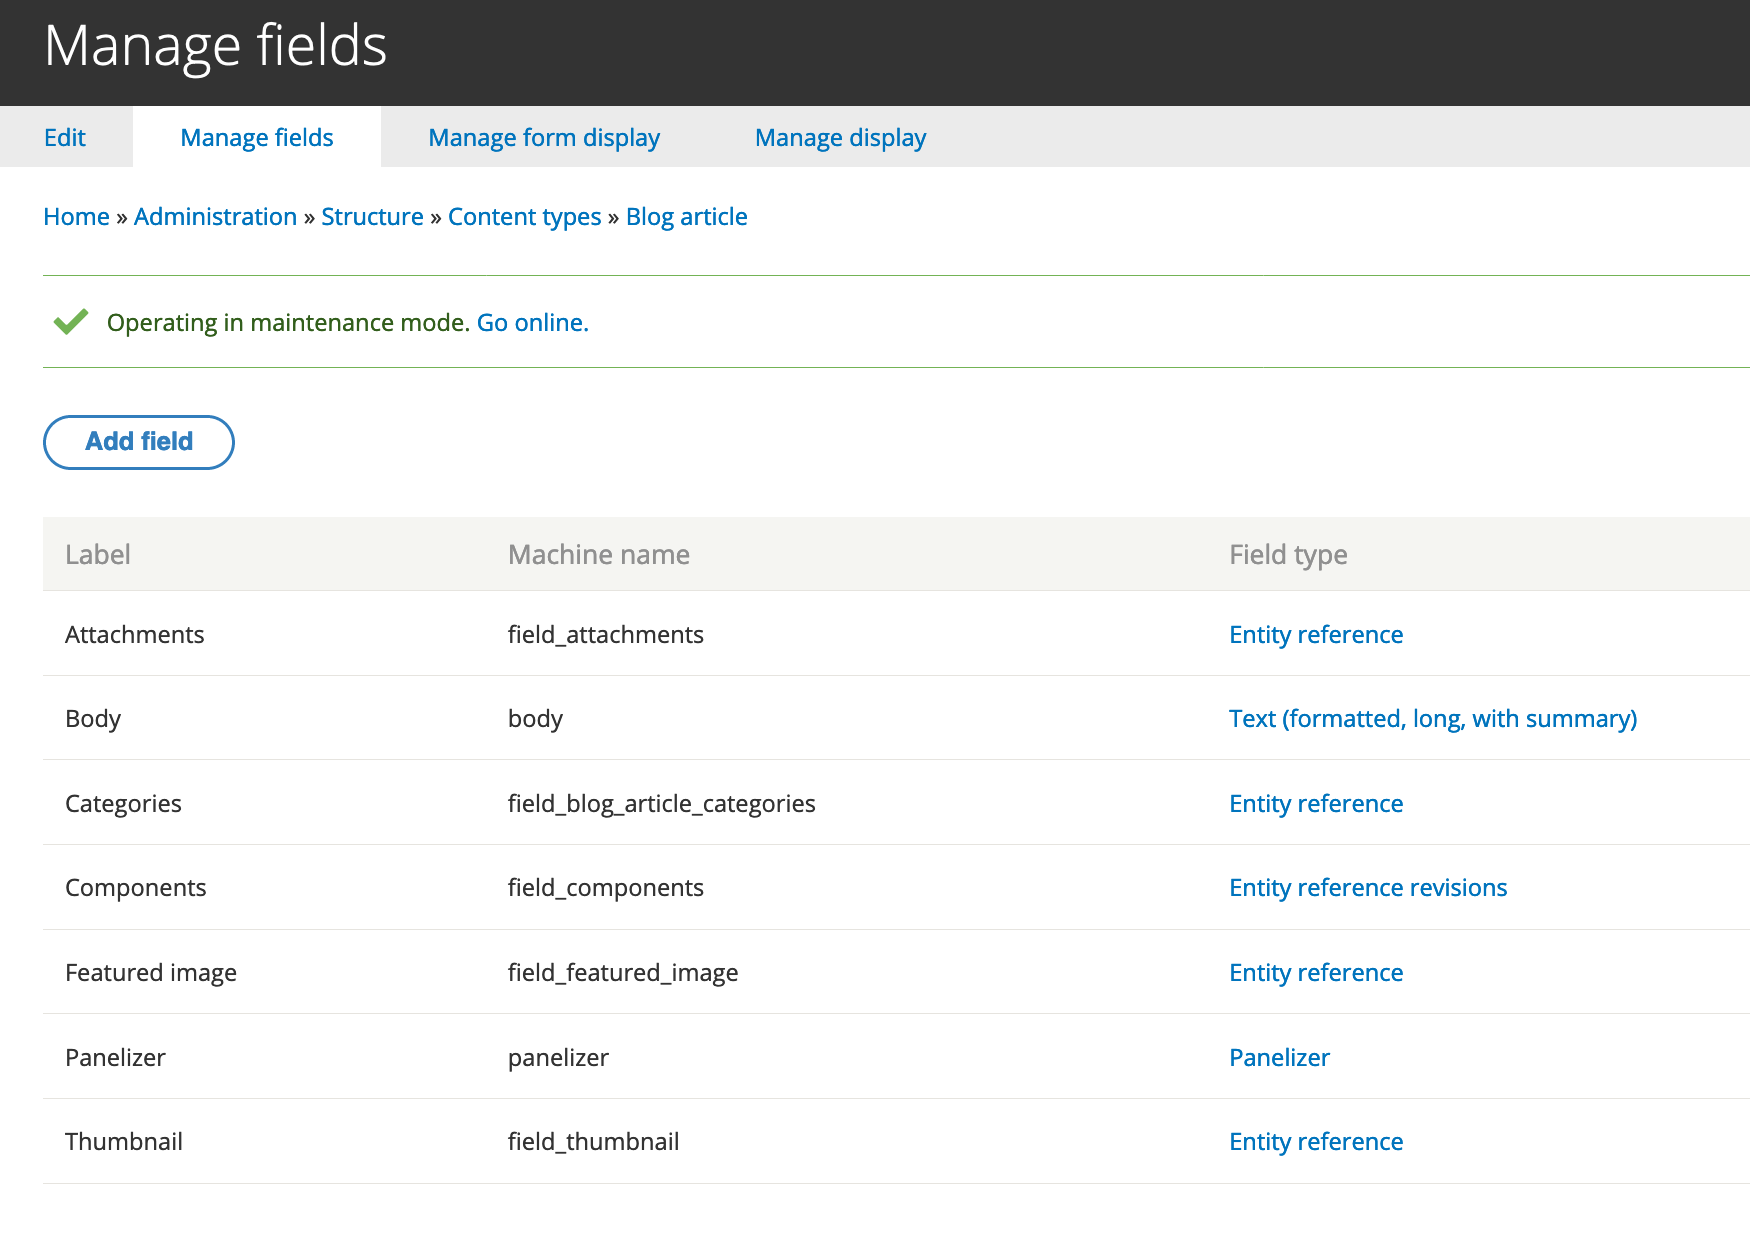 Manage fields
Edit Manage fields Manage form display Manage display
Home » Administration » Structure » Content types » Blog article
Operating in maintenance mode. Go online.
Add field
Label Machine name Field type
Attachments field_attachments Entity reference
Body body Text (formatted, long, with summary)
Categories field_blog_article_categories Entity reference
Components field_components Entity reference revisions
Featured image field_featured_image Entity reference
Panelizer panelizer Panelizer
Thumbnail field_thumbnail Entity reference